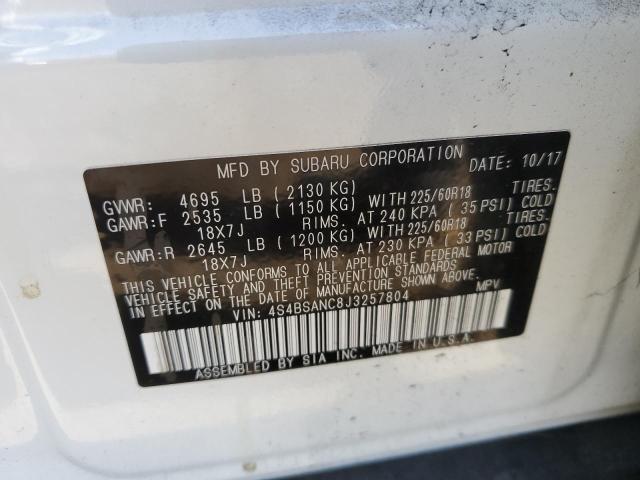 MFD BY SUBARU CORPORATION DATE: 10/17
GVWR: 4695 LB (2130 KG)
GAWR:F 2535 LB (1150 KG) WITH 225/60R18 TIRES.
18X7J RIMS. AT 240 KPA (35 PSI) COLD
GAWR:R 2645 LB (1200 KG) WITH 225/60R18 TIRES.
18X7J RIMS. AT 230 KPA (33 PSI) COLD
THIS VEHICLE CONFORMS TO ALL APPLICABLE FEDERAL MOTOR
VEHICLE SAFETY AND THEFT PREVENTION STANDARDS
IN EFFECT ON THE DATE OF MANUFACTURE SHOWN ABOVE.
VIN: 4S4BSANC8J3257804 MPV
ASSEMBLED BY SIA INC. MADE IN U.S.A.